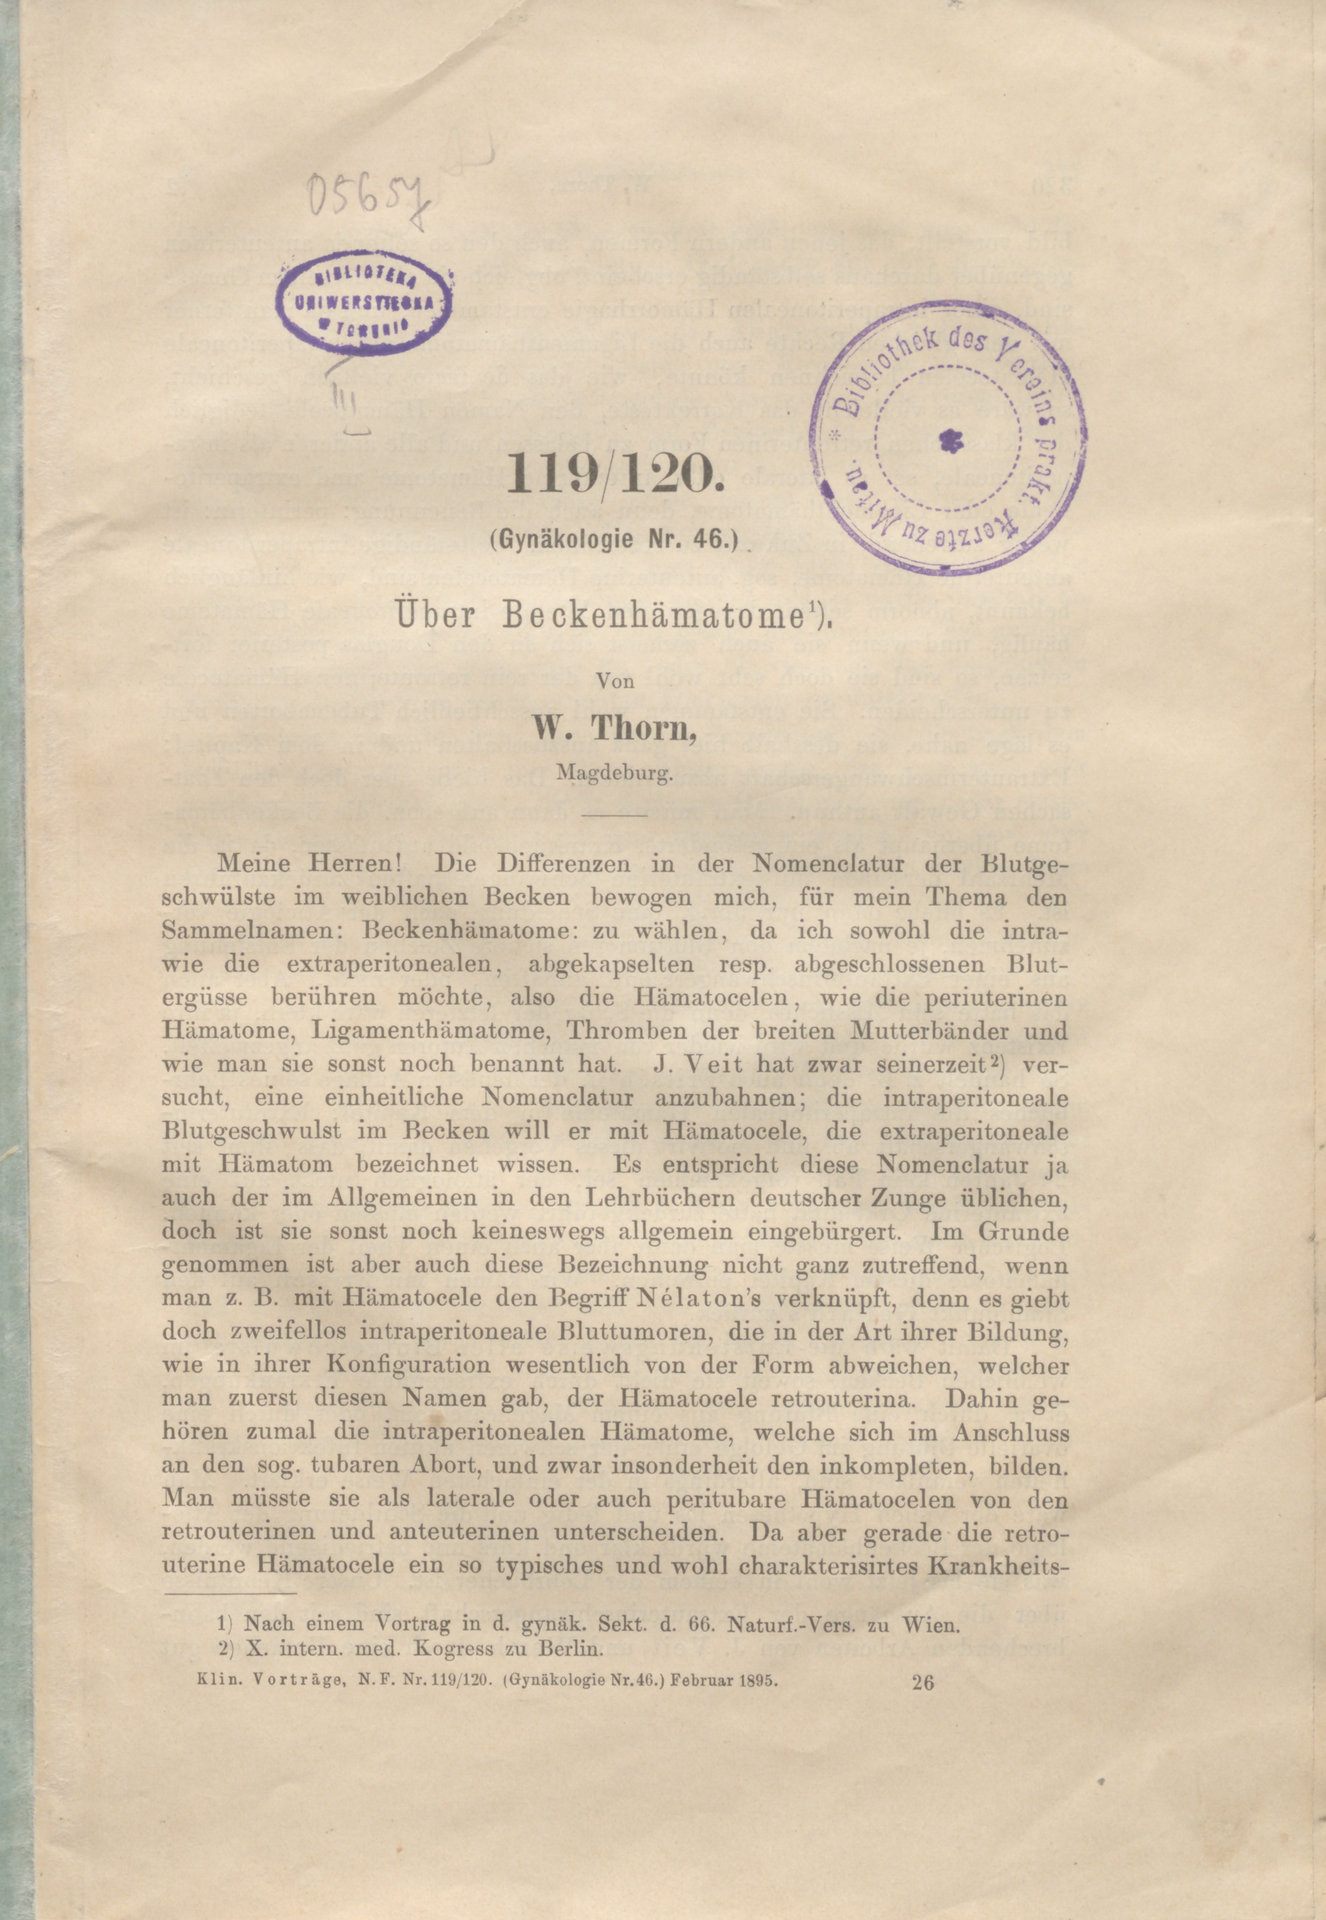 05657
BIBLIOTEKA
UNIWERSYTECKA
W TORUNIU
III
* Bibliothek des Vereins prakt. Aerzte zu Mitau.
119/120.
(Gynäkologie Nr. 46.)
Über Beckenhämatome¹).
Von
W. Thorn,
Magdeburg.
Meine Herren! Die Differenzen in der Nomenclatur der Blutge-
schwülste im weiblichen Becken bewogen mich, für mein Thema den
Sammelnamen: Beckenhämatome: zu wählen, da ich sowohl die intra-
wie die extraperitonealen, abgekapselten resp. abgeschlossenen Blut-
ergüsse berühren möchte, also die Hämatocelen, wie die periuterinen
Hämatome, Ligamenthämatome, Thromben der breiten Mutterbänder und
wie man sie sonst noch benannt hat. J. Veit hat zwar seinerzeit²) ver-
sucht, eine einheitliche Nomenclatur anzubahnen; die intraperitoneale
Blutgeschwulst im Becken will er mit Hämatocele, die extraperitoneale
mit Hämatom bezeichnet wissen. Es entspricht diese Nomenclatur ja
auch der im Allgemeinen in den Lehrbüchern deutscher Zunge üblichen,
doch ist sie sonst noch keineswegs allgemein eingebürgert. Im Grunde
genommen ist aber auch diese Bezeichnung nicht ganz zutreffend, wenn
man z. B. mit Hämatocele den Begriff Nélaton's verknüpft, denn es giebt
doch zweifellos intraperitoneale Bluttumoren, die in der Art ihrer Bildung,
wie in ihrer Konfiguration wesentlich von der Form abweichen, welcher
man zuerst diesen Namen gab, der Hämatocele retrouterina. Dahin ge-
hören zumal die intraperitonealen Hämatome, welche sich im Anschluss
an den sog. tubaren Abort, und zwar insonderheit den inkompleten, bilden.
Man müsste sie als laterale oder auch peritubare Hämatocelen von den
retrouterinen und anteuterinen unterscheiden. Da aber gerade die retro-
uterine Hämatocele ein so typisches und wohl charakterisirtes Krankheits-
1) Nach einem Vortrag in d. gynäk. Sekt. d. 66. Naturf.-Vers. zu Wien.
2) X. intern. med. Kogress zu Berlin.
Klin. Vorträge, N. F. Nr. 119/120. (Gynäkologie Nr. 46.) Februar 1895. 26